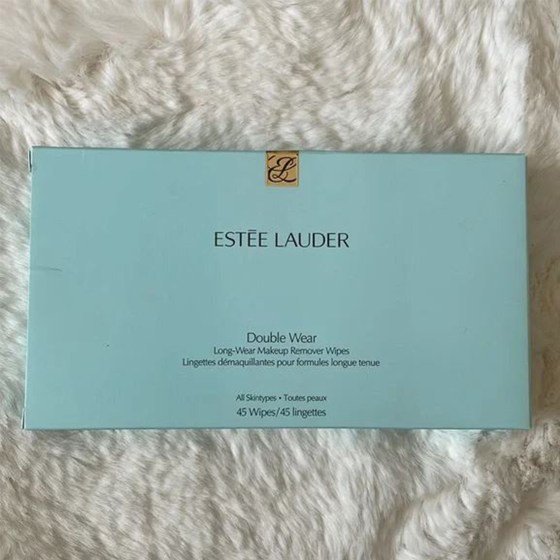 EL
ESTĒE LAUDER
Double Wear
Long-Wear Makeup Remover Wipes
Lingettes démaquillantes pour formules longue tenue
All Skintypes • Toutes peaux
45 Wipes/45 lingettes